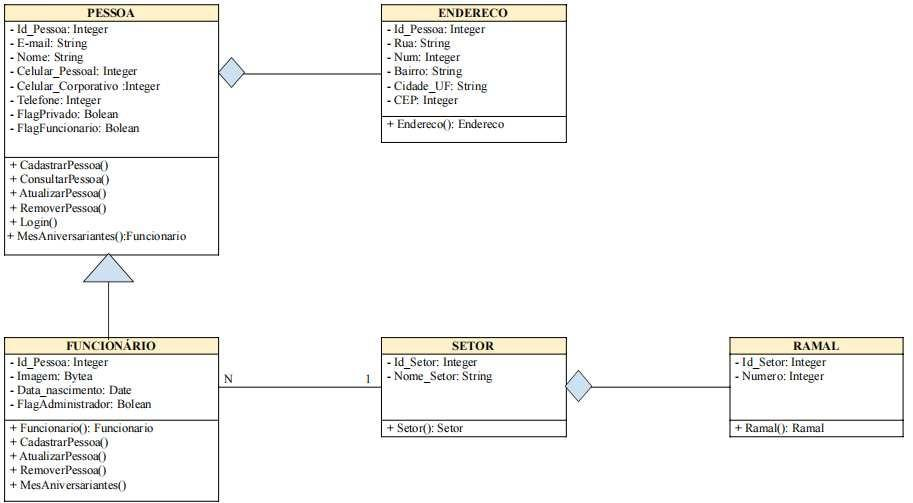 PESSOA
- Id_Pessoa: Integer
- E-mail: String
- Nome: String
- Celular_Pessoal: Integer
- Celular_Corporativo :Integer
- Telefone: Integer
- FlagPrivado: Bolean
- FlagFuncionario: Bolean
+ CadastrarPessoa()
+ ConsultarPessoa()
+ AtualizarPessoa()
+ RemoverPessoa()
+ Login()
+ MesAniversariantes():Funcionario
ENDERECO
- Id_Pessoa: Integer
- Rua: String
- Num: Integer
- Bairro: String
- Cidade_UF: String
- CEP: Integer
+ Endereco(): Endereco
FUNCIONÁRIO
- Id_Pessoa: Integer
- Imagem: Bytea
- Data_nascimento: Date
- FlagAdministrador: Bolean
+ Funcionario(): Funcionario
+ CadastrarPessoa()
+ AtualizarPessoa()
+ RemoverPessoa()
+ MesAniversariantes()
N
1
SETOR
- Id_Setor: Integer
- Nome_Setor: String
+ Setor(): Setor
RAMAL
- Id_Setor: Integer
- Numero: Integer
+ Ramal(): Ramal